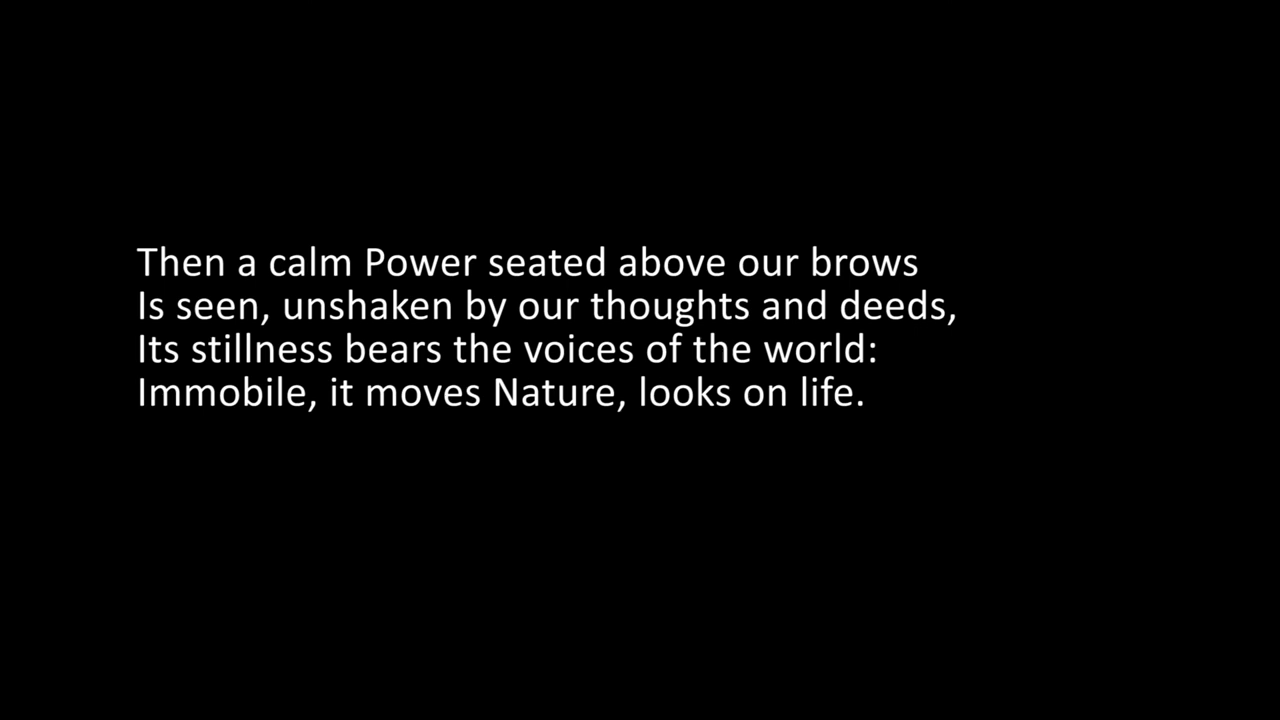 Then a calm Power seated above our brows
Is seen, unshaken by our thoughts and deeds,
Its stillness bears the voices of the world:
Immobile, it moves Nature, looks on life.